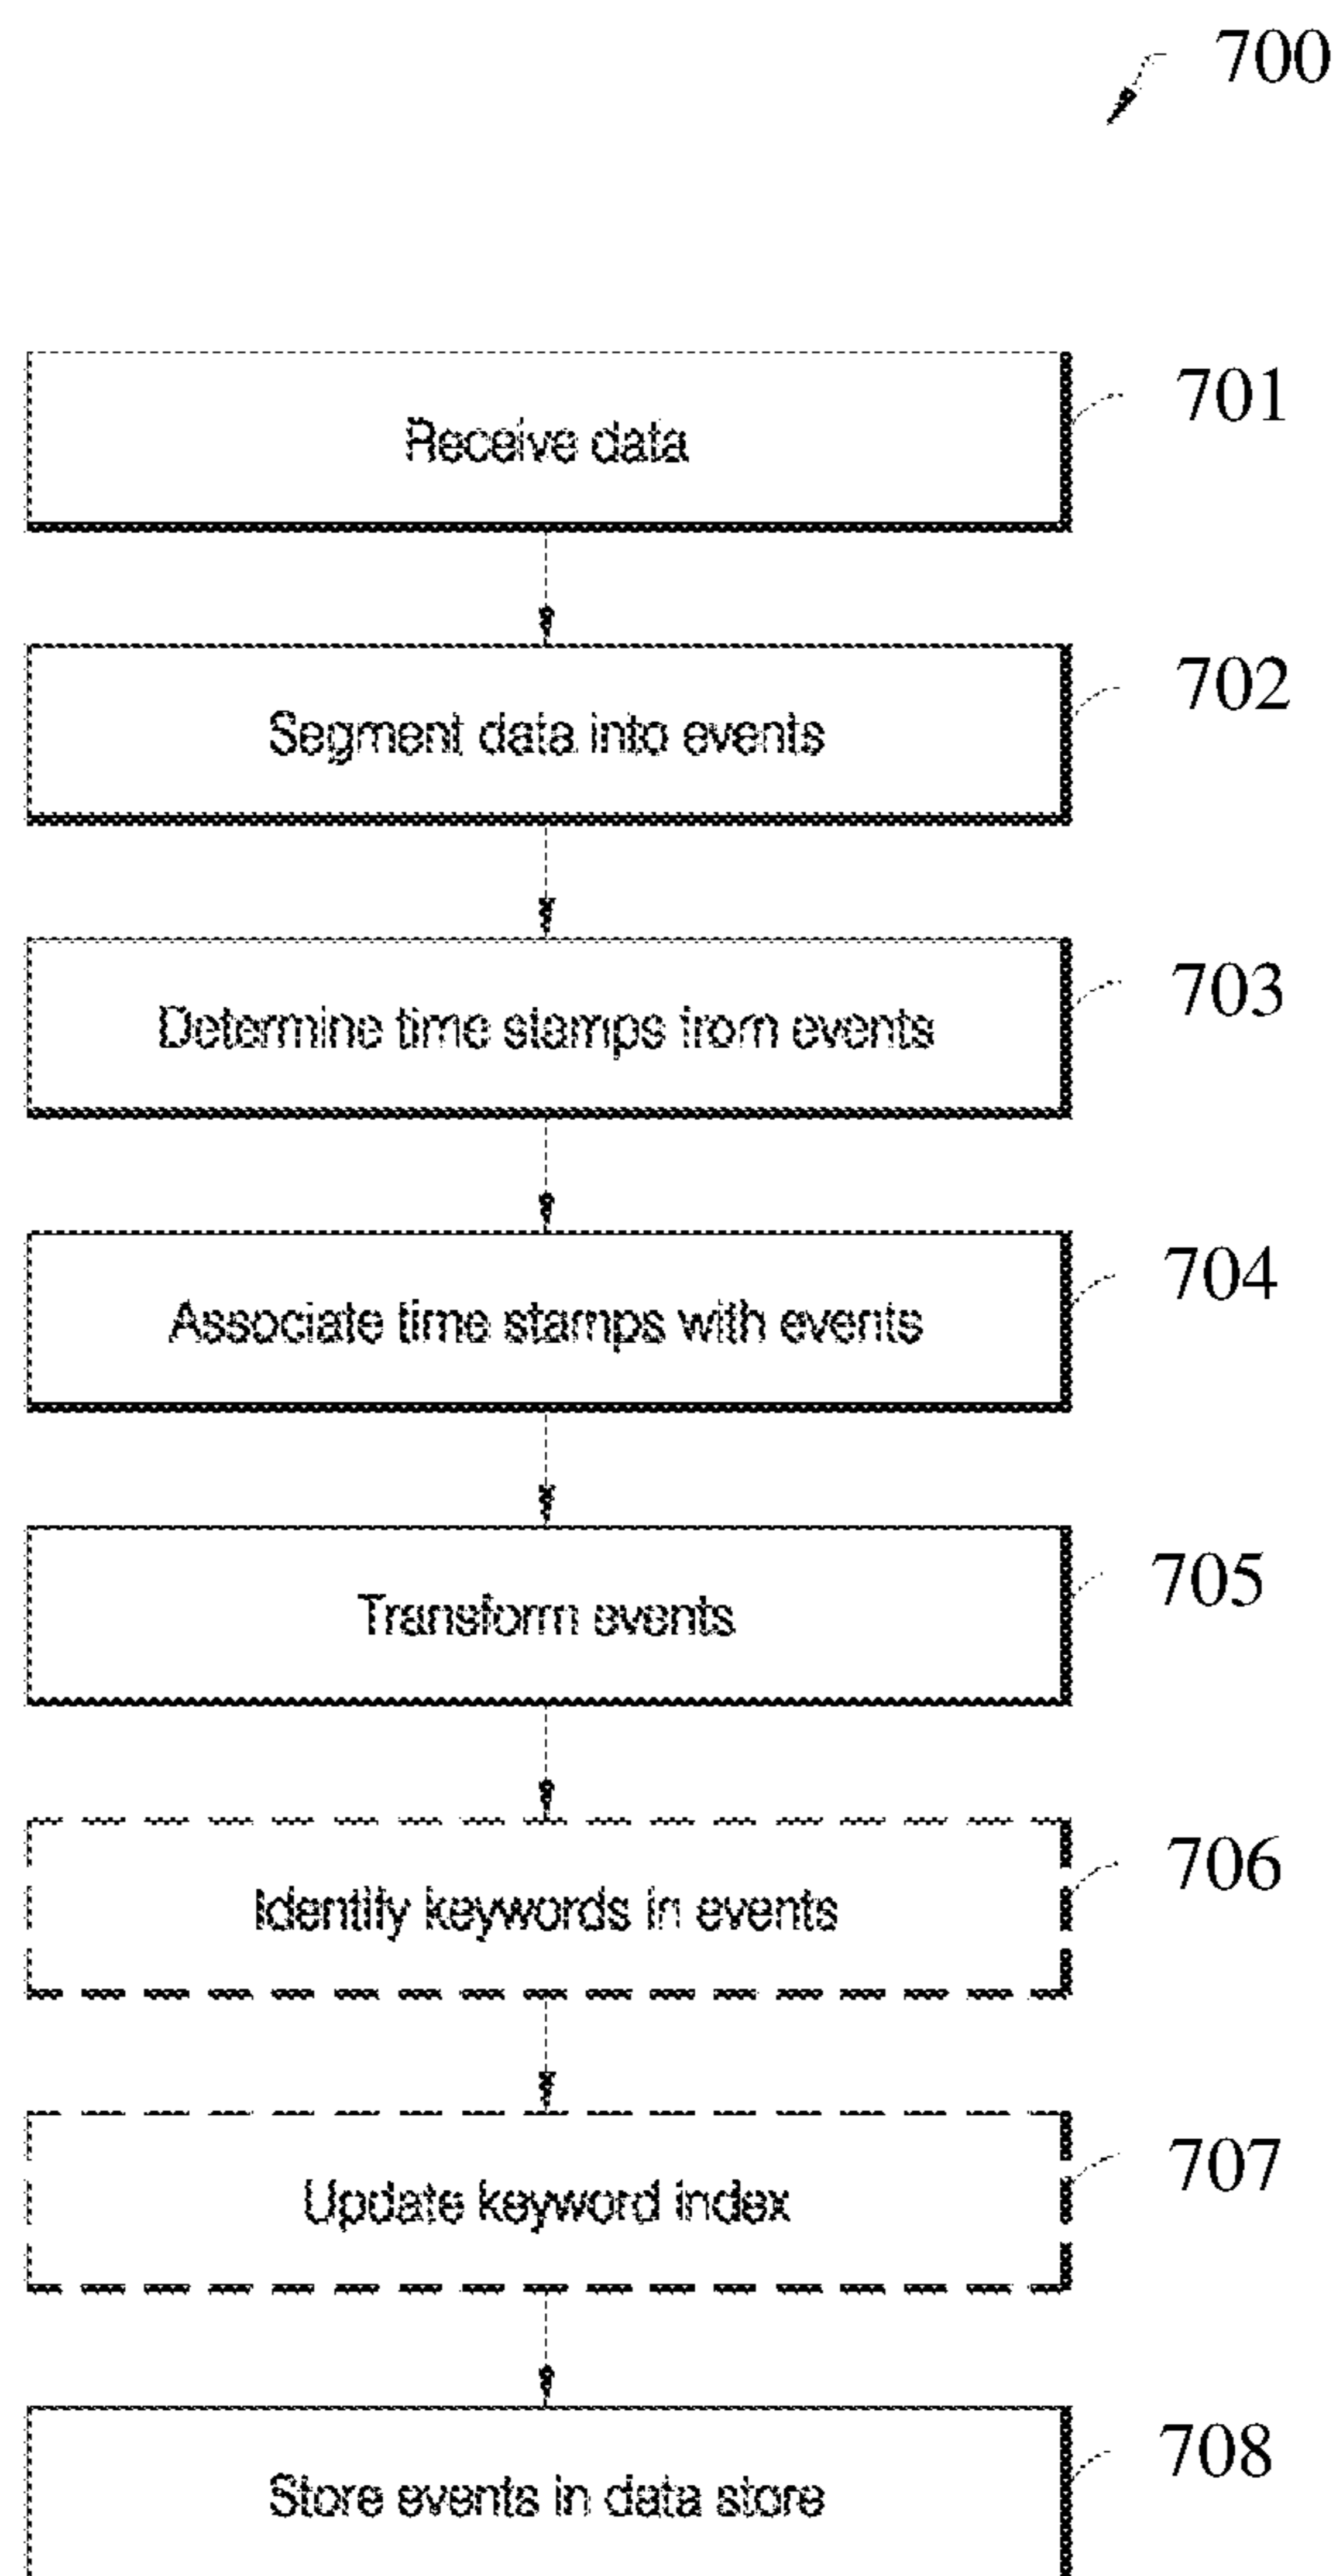 700
Receive data
701
Segment data into events
702
Determine time stamps from events
703
Associate time stamps with events
704
Transform events
705
Identify keywords in events
706
Update keyword index
707
Store events in data store
708